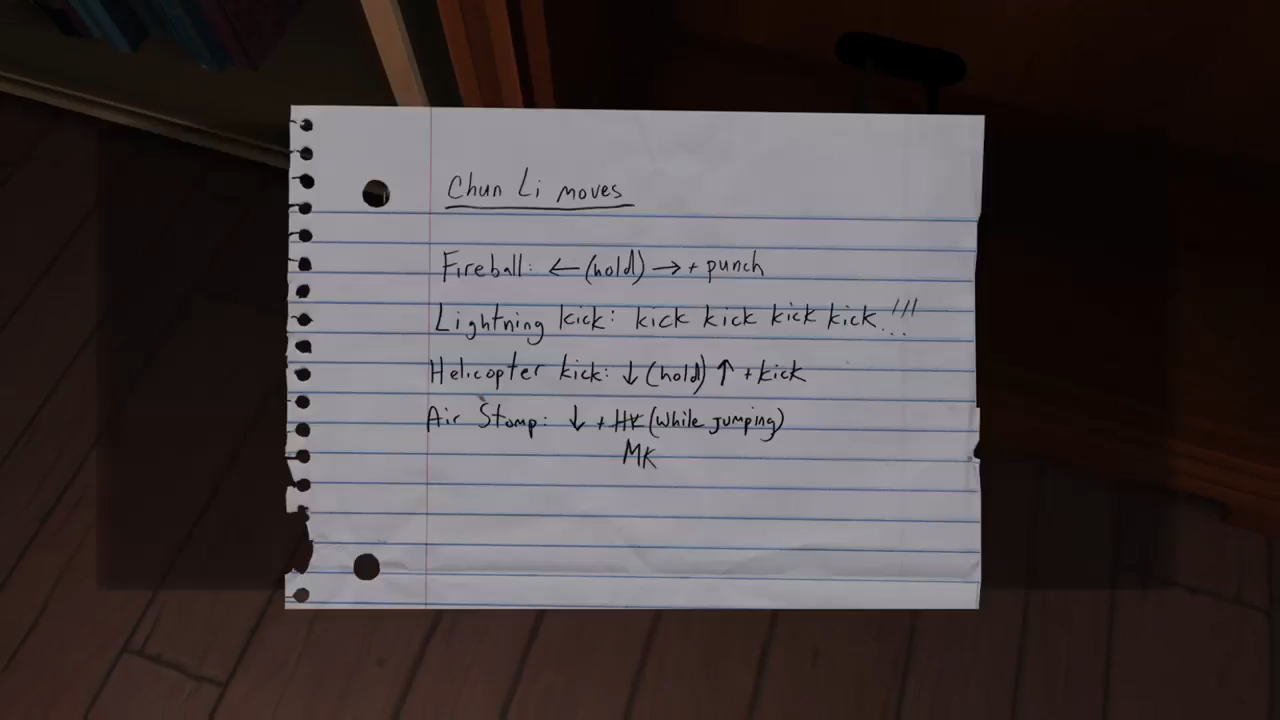 Chun Li moves
Fireball: ← (hold) → + punch
Lightning kick: kick kick kick kick...!!!
Helicopter kick: ↓ (hold) ↑ + kick
Air Stomp: ↓ + HK (while jumping)
MK